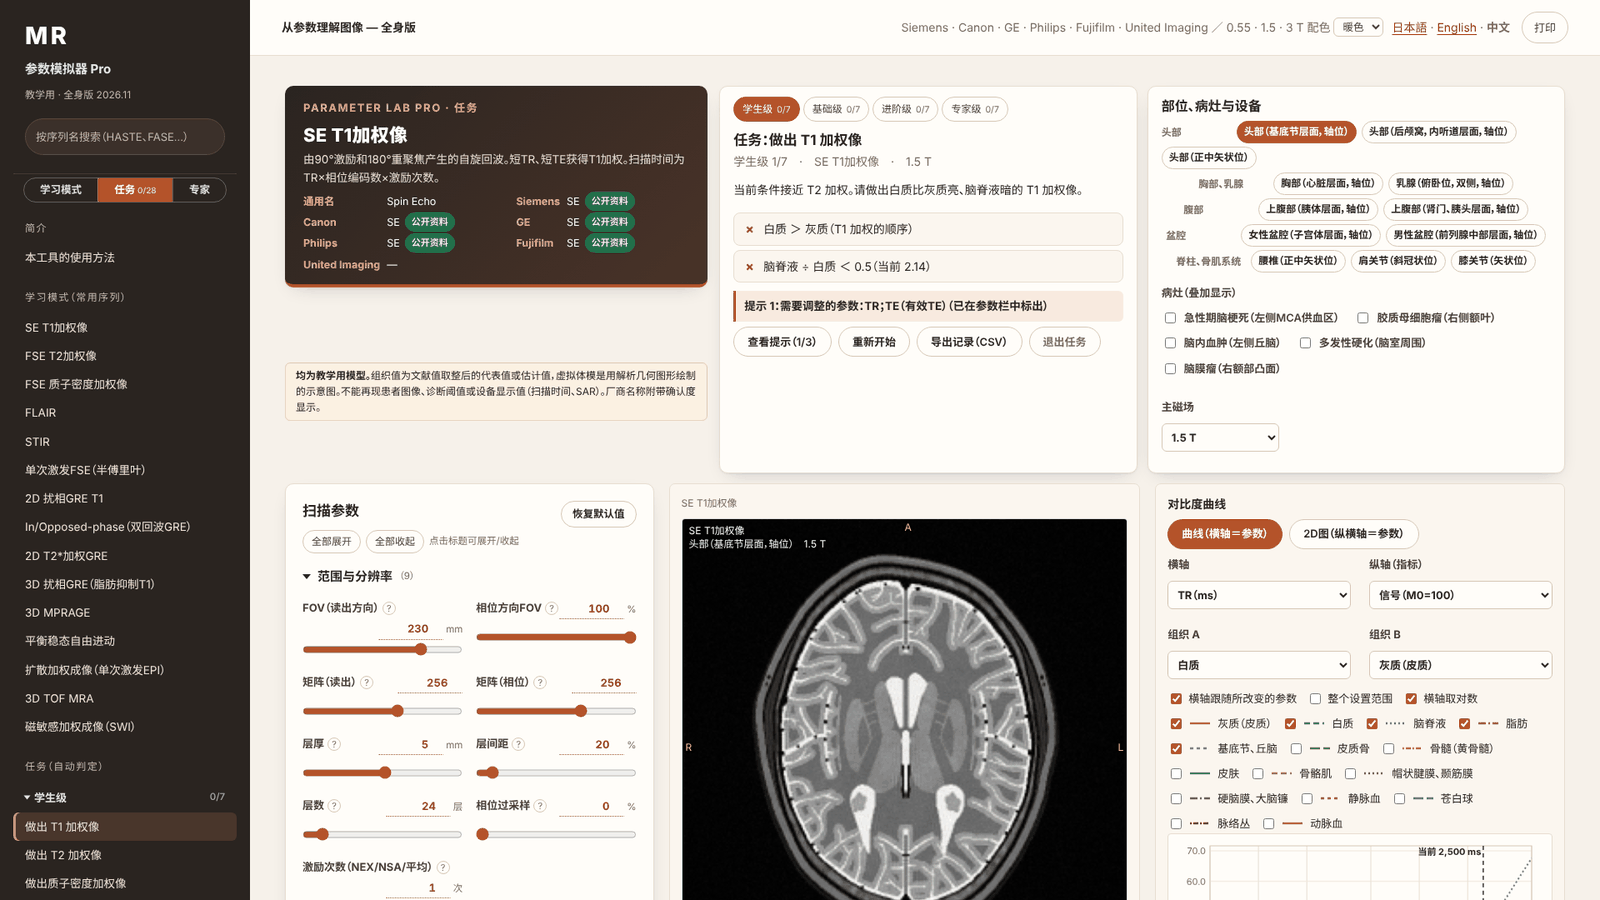 MR
参数模拟器 Pro
教学用 · 全身版 2026.11
按序列名搜索（HASTE、FASE…）
学习模式 任务 0/28 专家
简介
本工具的使用方法
学习模式（常用序列）
SE T1加权像
FSE T2加权像
FSE 质子密度加权像
FLAIR
STIR
单次激发FSE（半傅里叶）
2D 扰相GRE T1
In/Opposed-phase（双回波GRE）
2D T2*加权GRE
3D 扰相GRE（脂肪抑制T1）
3D MPRAGE
平衡稳态自由进动
扩散加权成像（单次激发EPI）
3D TOF MRA
磁敏感加权成像（SWI）
任务（自动判定）
学生级 0/7
做出 T1 加权像
做出 T2 加权像
做出质子密度加权像
从参数理解图像 — 全身版
Siemens · Canon · GE · Philips · Fujifilm · United Imaging ／ 0.55 · 1.5 · 3 T 配色 暖色 日本語 · English · 中文 打印
PARAMETER LAB PRO · 任务
SE T1加权像
由90°激励和180°重聚焦产生的自旋回波。短TR、短TE获得T1加权。扫描时间为
TR×相位编码数×激励次数。
通用名 Spin Echo Siemens SE 公开资料
Canon SE 公开资料 GE SE 公开资料
Philips SE 公开资料 Fujifilm SE 公开资料
United Imaging —
均为教学用模型。组织值为文献值取整后的代表值或估计值，虚拟体模是用解析几何图形绘制
的示意图。不能再现患者图像、诊断阈值或设备显示值（扫描时间、SAR）。厂商名称附带确认度
显示。
学生级 0/7 基础级 0/7 进阶级 0/7 专家级 0/7
任务：做出 T1 加权像
学生级 1/7 · SE T1加权像 · 1.5 T
当前条件接近 T2 加权。请做出白质比灰质亮、脑脊液暗的 T1 加权像。
× 白质 ＞ 灰质（T1 加权的顺序）
× 脑脊液 ÷ 白质 ＜ 0.5（当前 2.14）
提示 1：需要调整的参数：TR；TE（有效TE）（已在参数栏中标出）
查看提示（1/3） 重新开始 导出记录（CSV） 退出任务
部位、病灶与设备
头部 头部（基底节层面，轴位） 头部（后颅窝，内听道层面，轴位）
头部（正中矢状位）
胸部、乳腺 胸部（心脏层面，轴位） 乳腺（俯卧位，双侧，轴位）
腹部 上腹部（胰体层面，轴位） 上腹部（肾门、胰头层面，轴位）
盆腔 女性盆腔（子宫体层面，轴位） 男性盆腔（前列腺中部层面，轴位）
脊柱、骨肌系统 腰椎（正中矢状位） 肩关节（斜冠状位） 膝关节（矢状位）
病灶（叠加显示）
急性期脑梗死（左侧MCA供血区） 胶质母细胞瘤（右侧额叶）
脑内血肿（左侧丘脑） 多发性硬化（脑室周围）
脑膜瘤（右额部凸面）
主磁场
1.5 T
扫描参数 恢复默认值
全部展开 全部收起 点击标题可展开/收起
范围与分辨率 (9)
FOV（读出方向） ? 230 mm
相位方向FOV ? 100 %
矩阵（读出） ? 256
矩阵（相位） ? 256
层厚 ? 5 mm
层间距 ? 20 %
层数 ? 24 层
相位过采样 ? 0 %
激励次数（NEX/NSA/平均） ?
1 次
SE T1加权像
SE T1加权像
头部（基底节层面，轴位） 1.5 T
A
R
L
对比度曲线
曲线（横轴＝参数） 2D图（纵横轴＝参数）
横轴 纵轴（指标）
TR（ms） 信号（M0=100）
组织 A 组织 B
白质 灰质（皮质）
横轴跟随所改变的参数 整个设置范围 横轴取对数
灰质（皮质） 白质 脑脊液 脂肪
基底节、丘脑 皮质骨 骨髓（黄骨髓）
皮肤 骨骼肌 帽状腱膜、颞筋膜
硬脑膜、大脑镰 静脉血 苍白球
脉络丛 动脉血
70.0
当前 2,500 ms
60.0